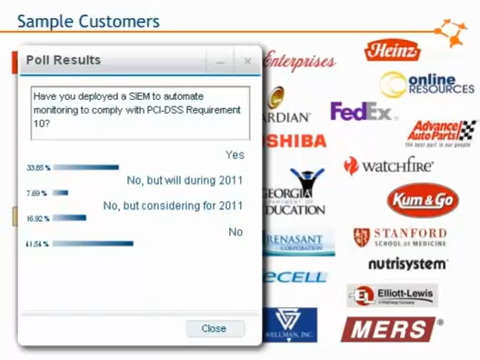 Sample Customers
Poll Results
Have you deployed a SIEM to automate
monitoring to comply with PCI-DSS Requirement
10?
Yes
33.85 %
No, but will during 2011
7.69 %
No, but considering for 2011
16.92 %
No
41.54 %
Close
Enterprises
Heinz
online
RESOURCES
FedEx
Advance
Auto Parts
the best part is our people
watchfire
Kum & Go
EDUCATION
STANFORD
SCHOOL OF MEDICINE
RENASANT
nutrisystem
Elliott-Lewis
MERS